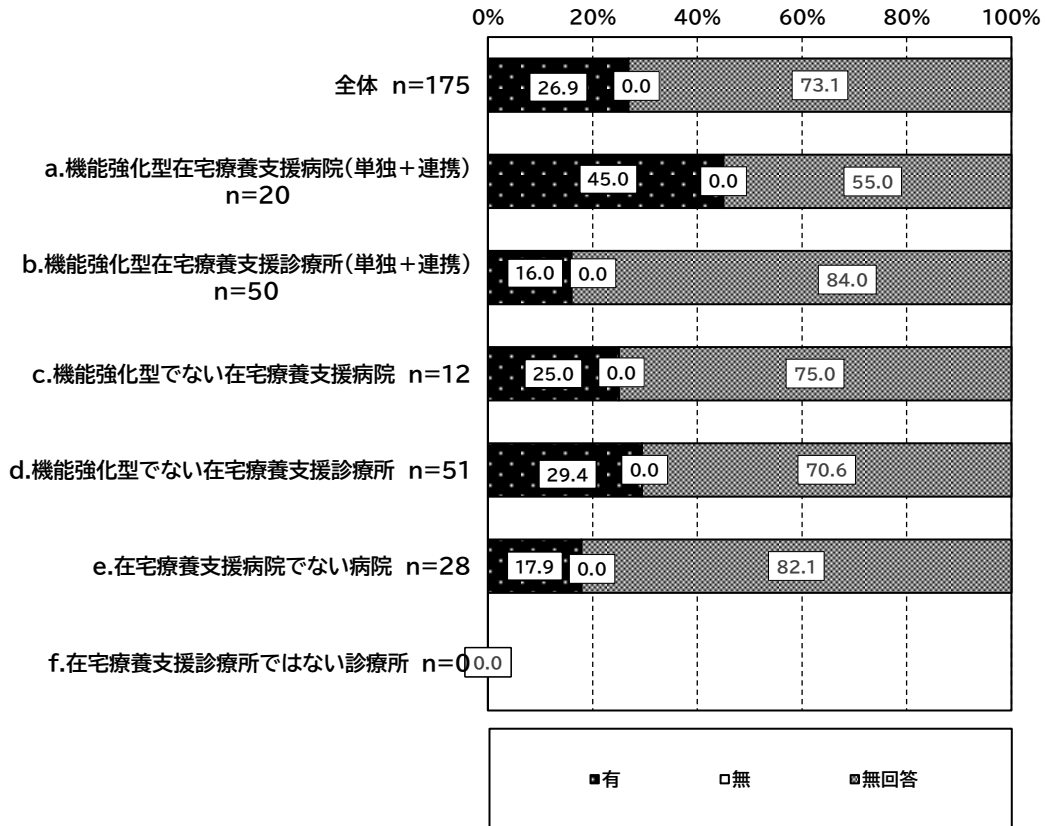 0% 20% 40% 60% 80% 100%
全体 n=175 26.9 0.0 73.1
a.機能強化型在宅療養支援病院(単独+連携)
n=20 45.0 0.0 55.0
b.機能強化型在宅療養支援診療所(単独+連携)
n=50 16.0 0.0 84.0
c.機能強化型でない在宅療養支援病院 n=12 25.0 0.0 75.0
d.機能強化型でない在宅療養支援診療所 n=51 29.4 0.0 70.6
e.在宅療養支援病院でない病院 n=28 17.9 0.0 82.1
f.在宅療養支援診療所ではない診療所 n=0 0.0
有 無 無回答